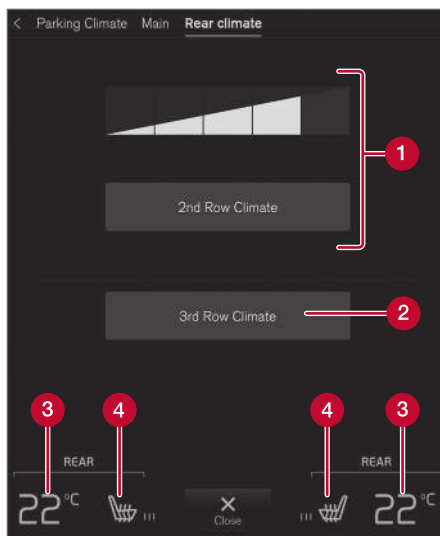 < Parking Climate Main Rear climate
1
2nd Row Climate
3rd Row Climate
2
3 4 4 3
REAR REAR
22°C 22°C
Close